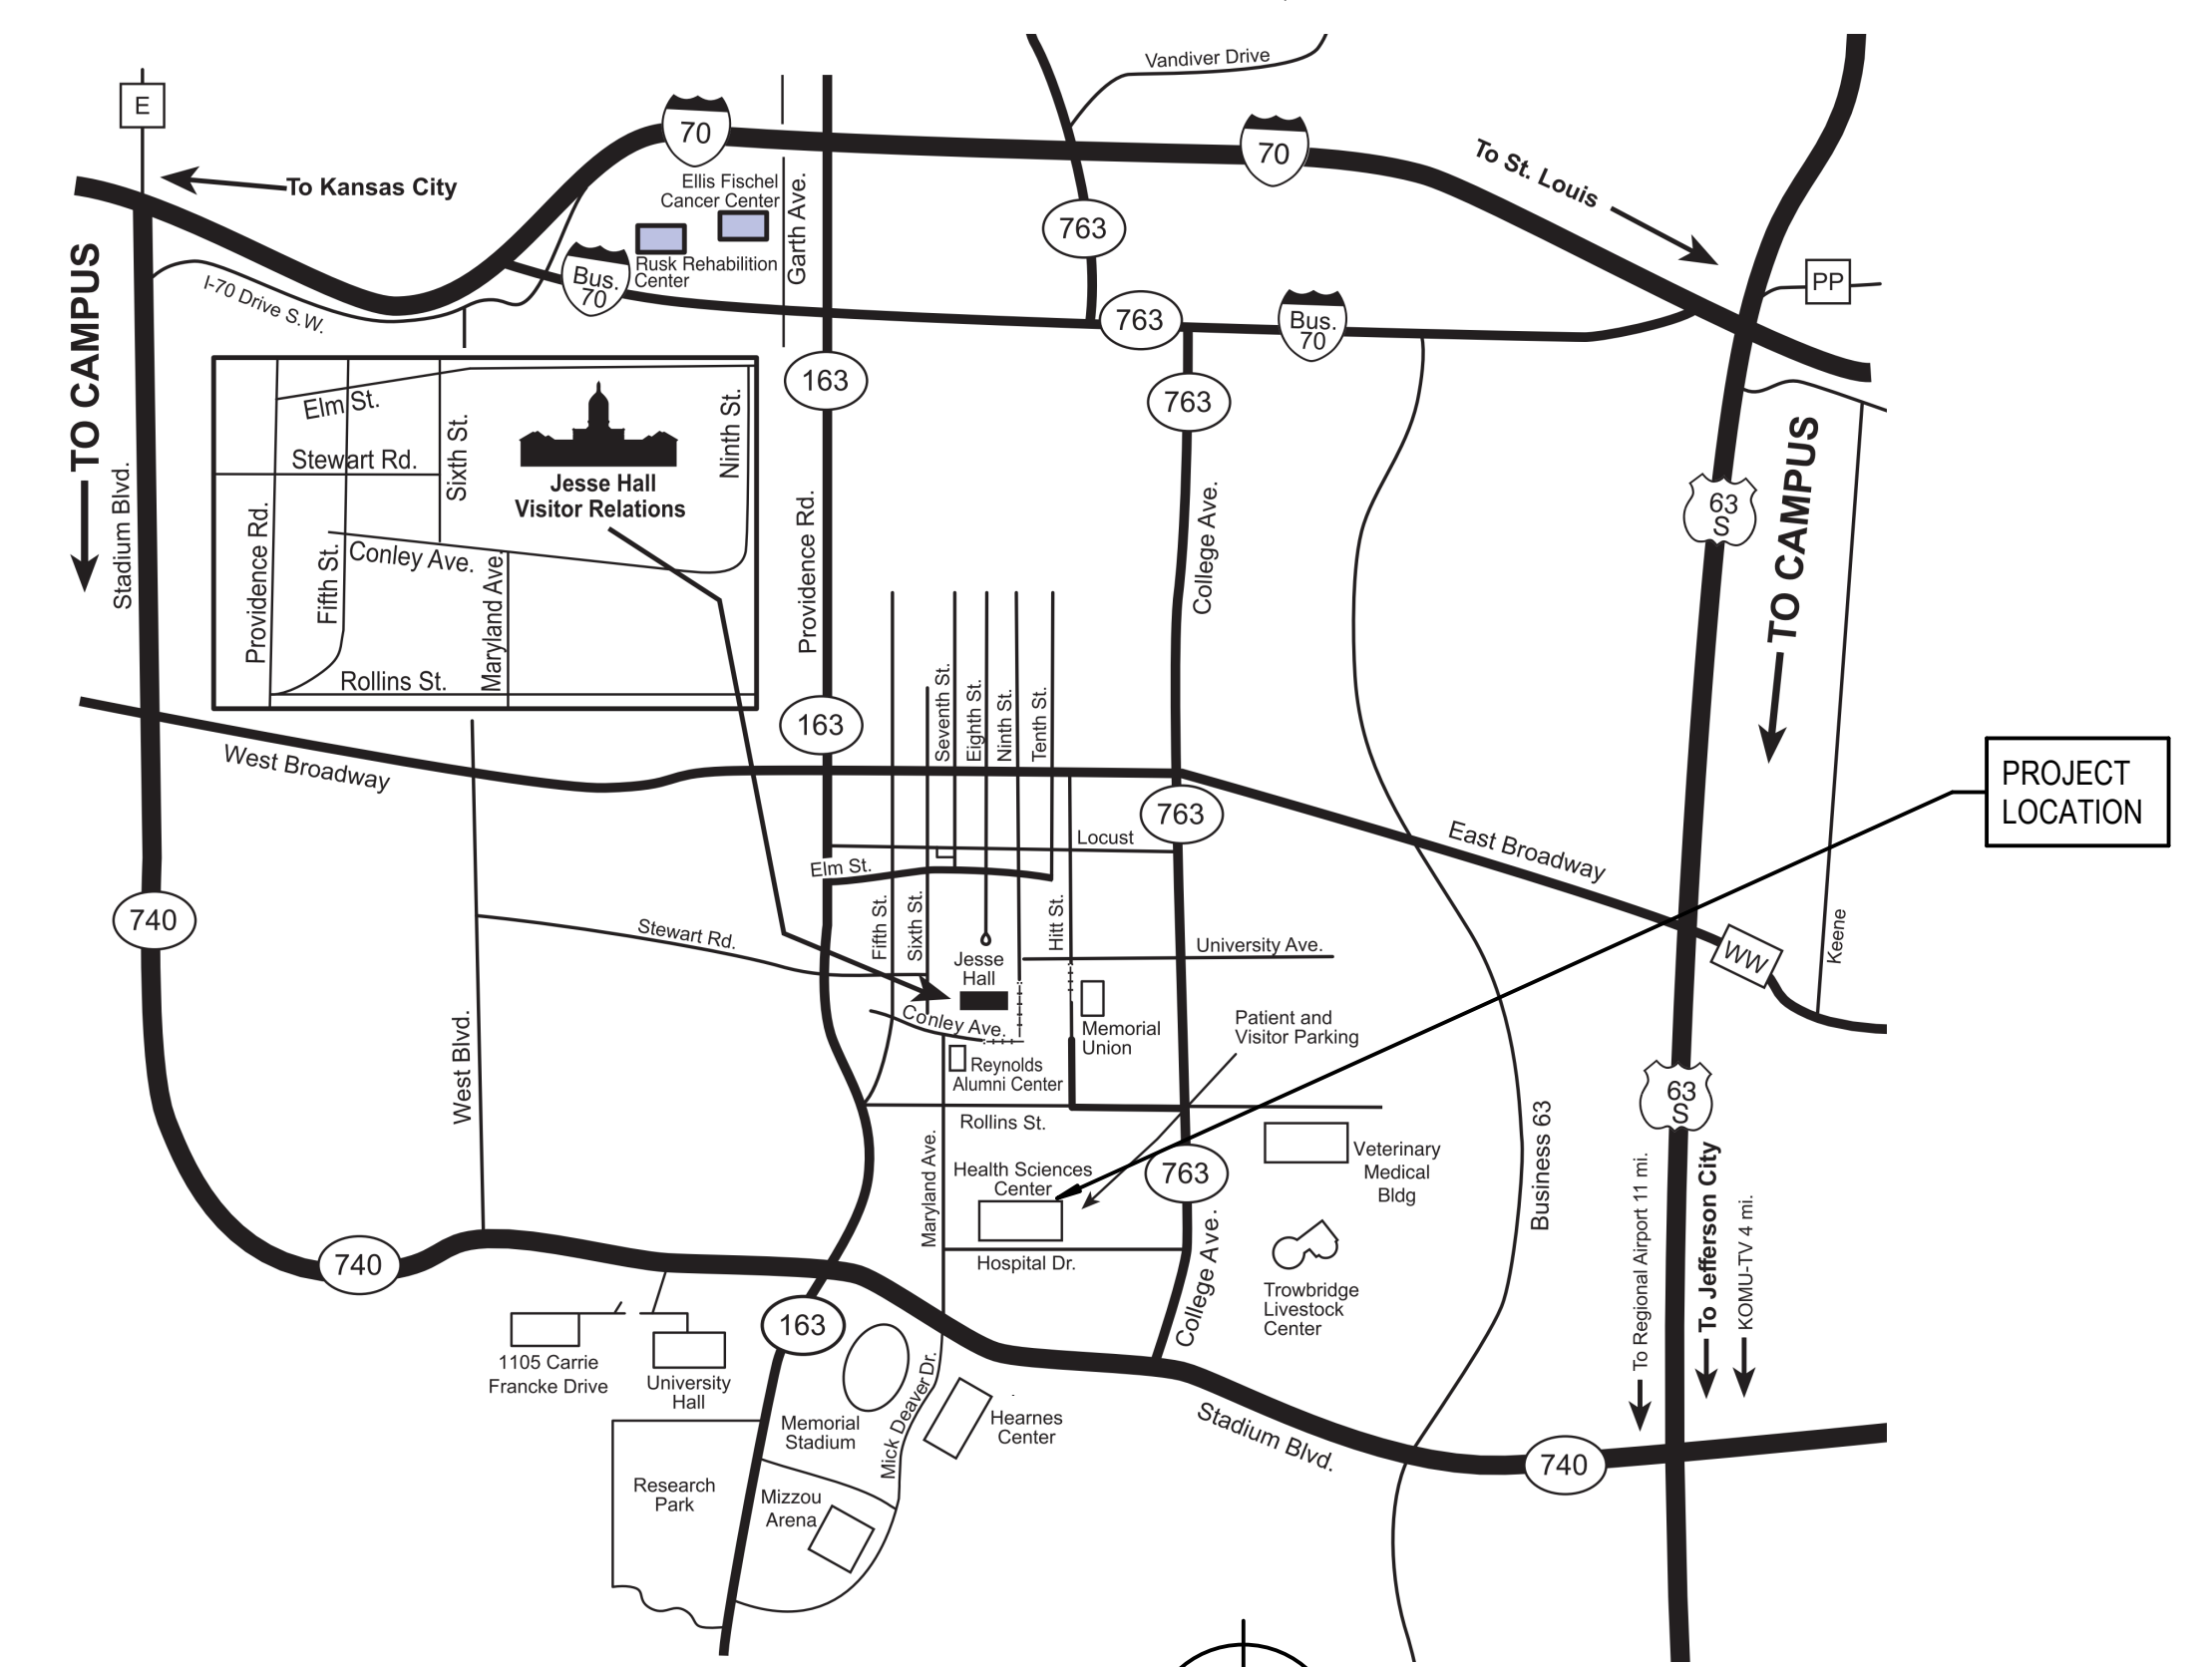 Vandiver Drive
E
70
70
To St. Louis
To Kansas City
Ellis Fischel
Cancer Center
Garth Ave.
763
Rusk Rehabilition
Center
Bus.
70
PP
I-70 Drive S.W.
763
Bus.
70
TO CAMPUS
Stadium Blvd.
163
763
Elm St.
Stewart Rd.
Sixth St.
Ninth St.
Jesse Hall
Visitor Relations
Providence Rd.
Fifth St.
Conley Ave.
Maryland Ave.
Rollins St.
Providence Rd.
College Ave.
63
S
TO CAMPUS
163
Seventh St.
Eighth St.
Ninth St.
Tenth St.
West Broadway
763
PROJECT
LOCATION
Locust
East Broadway
Elm St.
740
Stewart Rd.
Fifth St.
Sixth St.
Hitt St.
University Ave.
WW
Keene
Jesse
Hall
Conley Ave.
Memorial
Union
Patient and
Visitor Parking
Reynolds
Alumni Center
West Blvd.
63
S
Rollins St.
Maryland Ave.
Health Sciences
Center
763
Veterinary
Medical
Bldg
Business 63
To Regional Airport 11 mi.
To Jefferson City
KOMU-TV 4 mi.
740
Hospital Dr.
College Ave.
Trowbridge
Livestock
Center
163
1105 Carrie
Francke Drive
University
Hall
Memorial
Stadium
Mick Deaver Dr.
Hearnes
Center
Stadium Blvd.
740
Research
Park
Mizzou
Arena